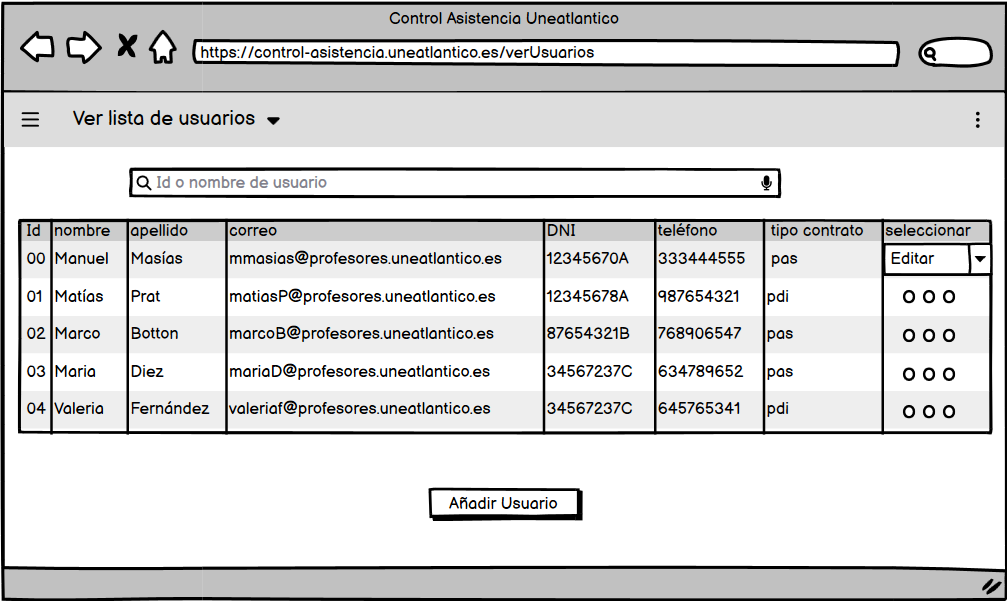 Control Asistencia Uneatlantico
https://control-asistencia.uneatlantico.es/verUsuarios
Ver lista de usuarios
Id o nombre de usuario
Id nombre apellido correo DNI teléfono tipo contrato seleccionar
00 Manuel Masías mmasias@profesores.uneatlantico.es 12345670A 333444555 pas Editar
01 Matías Prat matiasP@profesores.uneatlantico.es 12345678A 987654321 pdi
02 Marco Botton marcoB@profesores.uneatlantico.es 87654321B 768906547 pas
03 Maria Diez mariaD@profesores.uneatlantico.es 34567237C 634789652 pas
04 Valeria Fernández valeriaf@profesores.uneatlantico.es 34567237C 645765341 pdi
Añadir Usuario